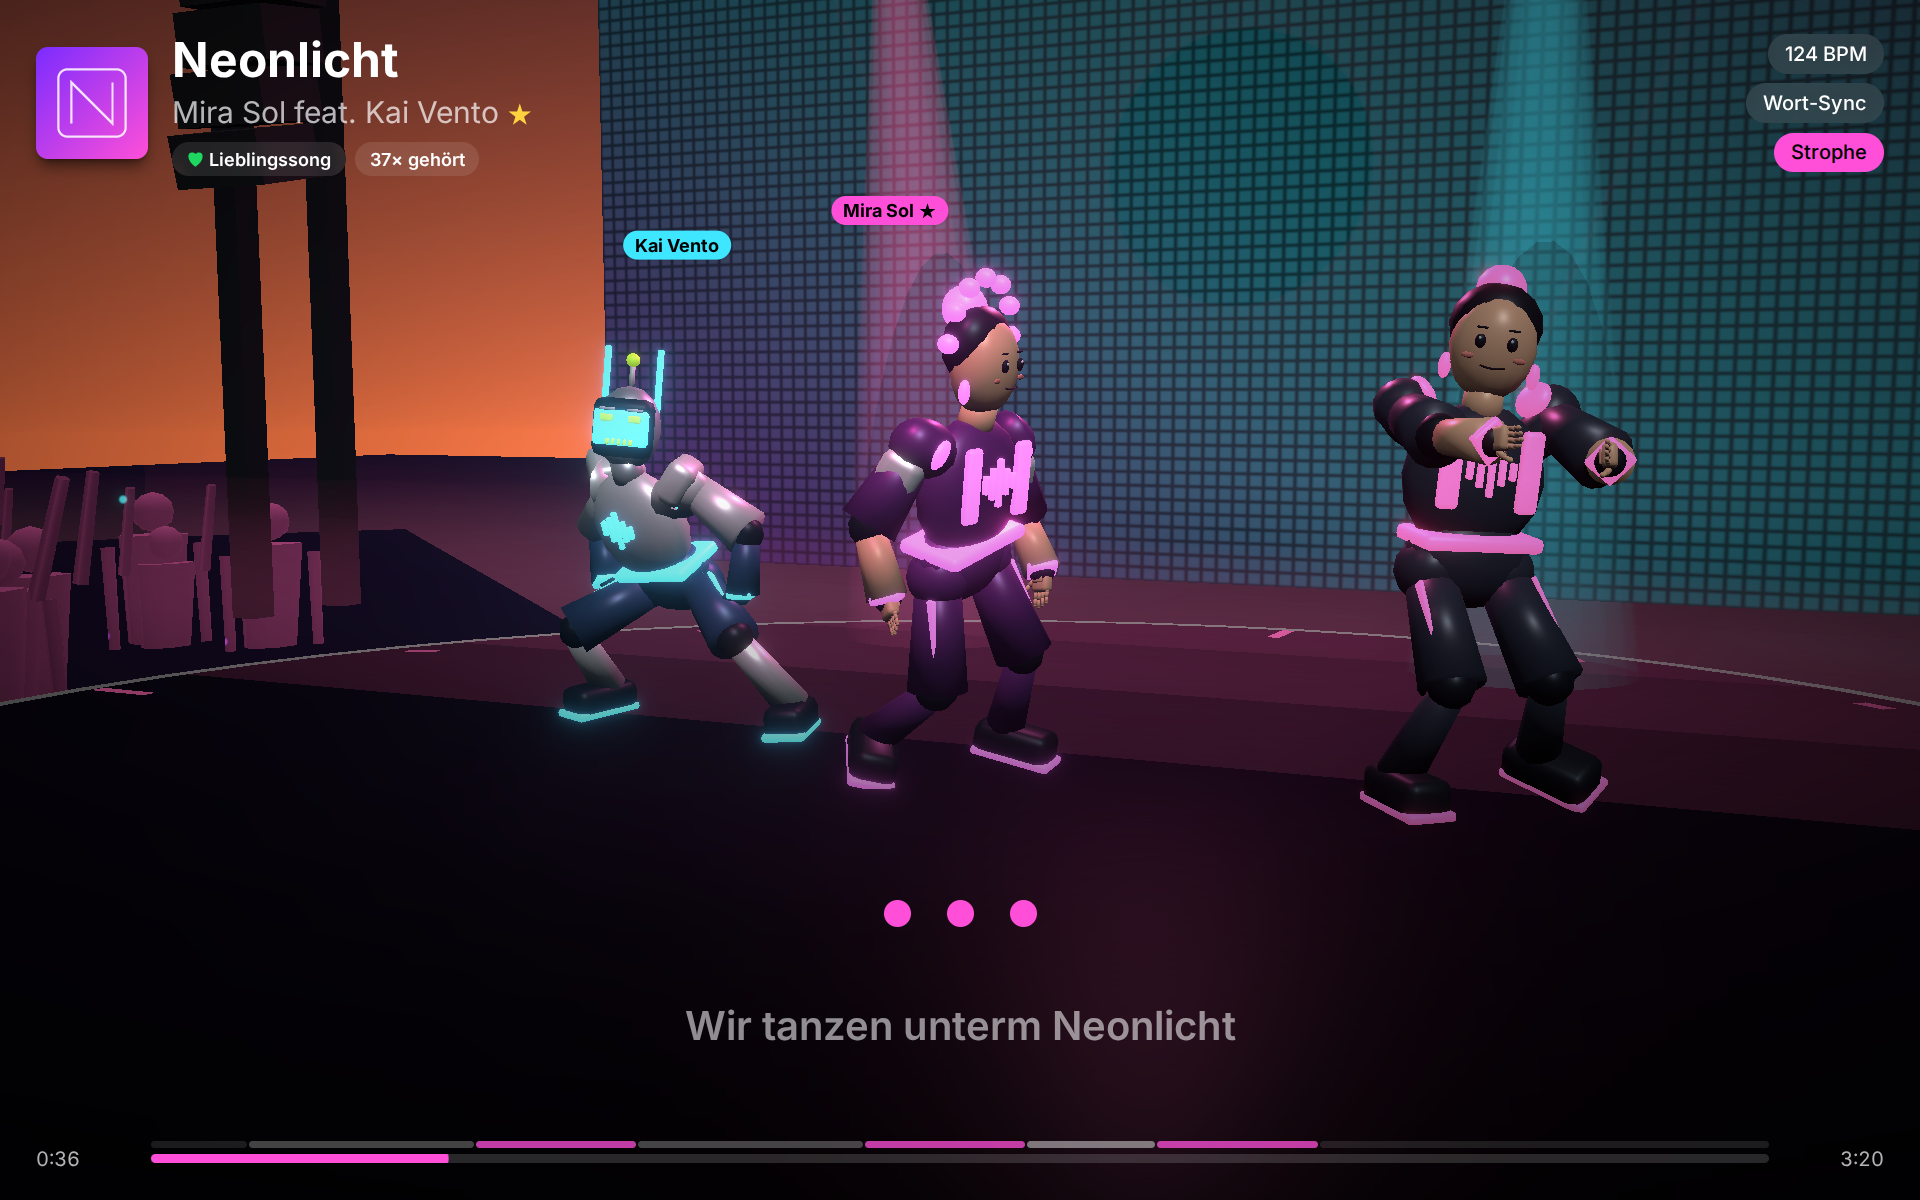 Neonlicht
Mira Sol feat. Kai Vento ★
Lieblingssong
37× gehört
124 BPM
Wort-Sync
Strophe
Mira Sol ★
Kai Vento
Wir tanzen unterm Neonlicht
0:36
3:20
N